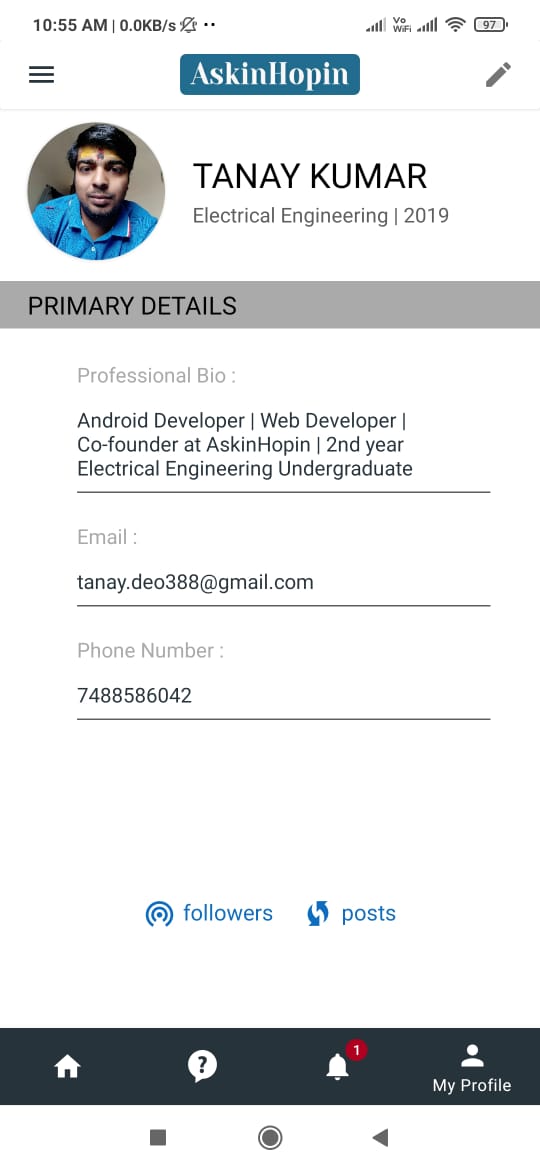 10:55 AM | 0.0KB/s
Vo
WiFi
97
AskinHopin
TANAY KUMAR
Electrical Engineering | 2019
PRIMARY DETAILS
Professional Bio :
Android Developer | Web Developer |
Co-founder at AskinHopin | 2nd year
Electrical Engineering Undergraduate
Email :
tanay.deo388@gmail.com
Phone Number :
7488586042
followers
posts
?
1
My Profile